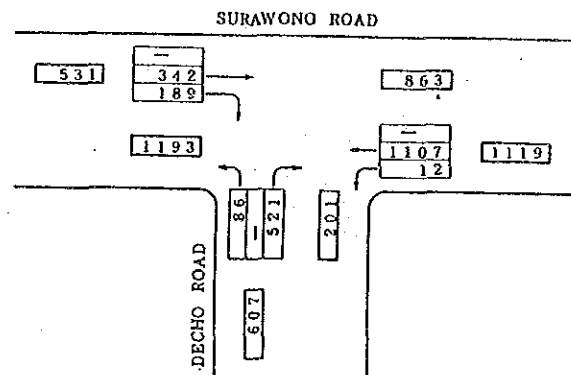 SURAWONG ROAD
—
531 342 863
189
—
1193 1107 1119
12
86 — 521 201
607
DECHO ROAD